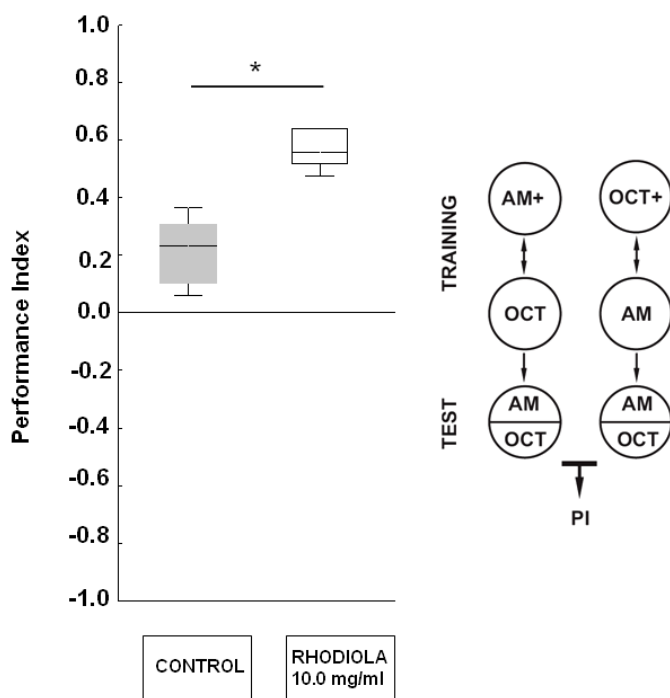 Performance Index
1.0
0.8
0.6
0.4
0.2
0.0
-0.2
-0.4
-0.6
-0.8
-1.0
*
CONTROL
RHODIOLA
10.0 mg/ml
TRAINING
AM+
OCT+
OCT
AM
TEST
AM
OCT
AM
OCT
PI